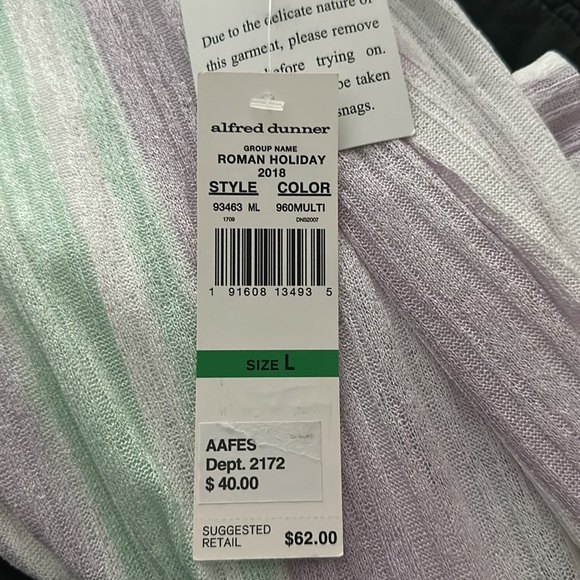 Due to the delicate nature of
this garment, please remove
before trying on.
be taken
snags.
alfred dunner
GROUP NAME
ROMAN HOLIDAY
2018
STYLE COLOR
93463 ML 960MULTI
1709 DNS2007
1 91608 13493 5
SIZE L
AAFES
Dept. 2172
$ 40.00
SUGGESTED
RETAIL $62.00